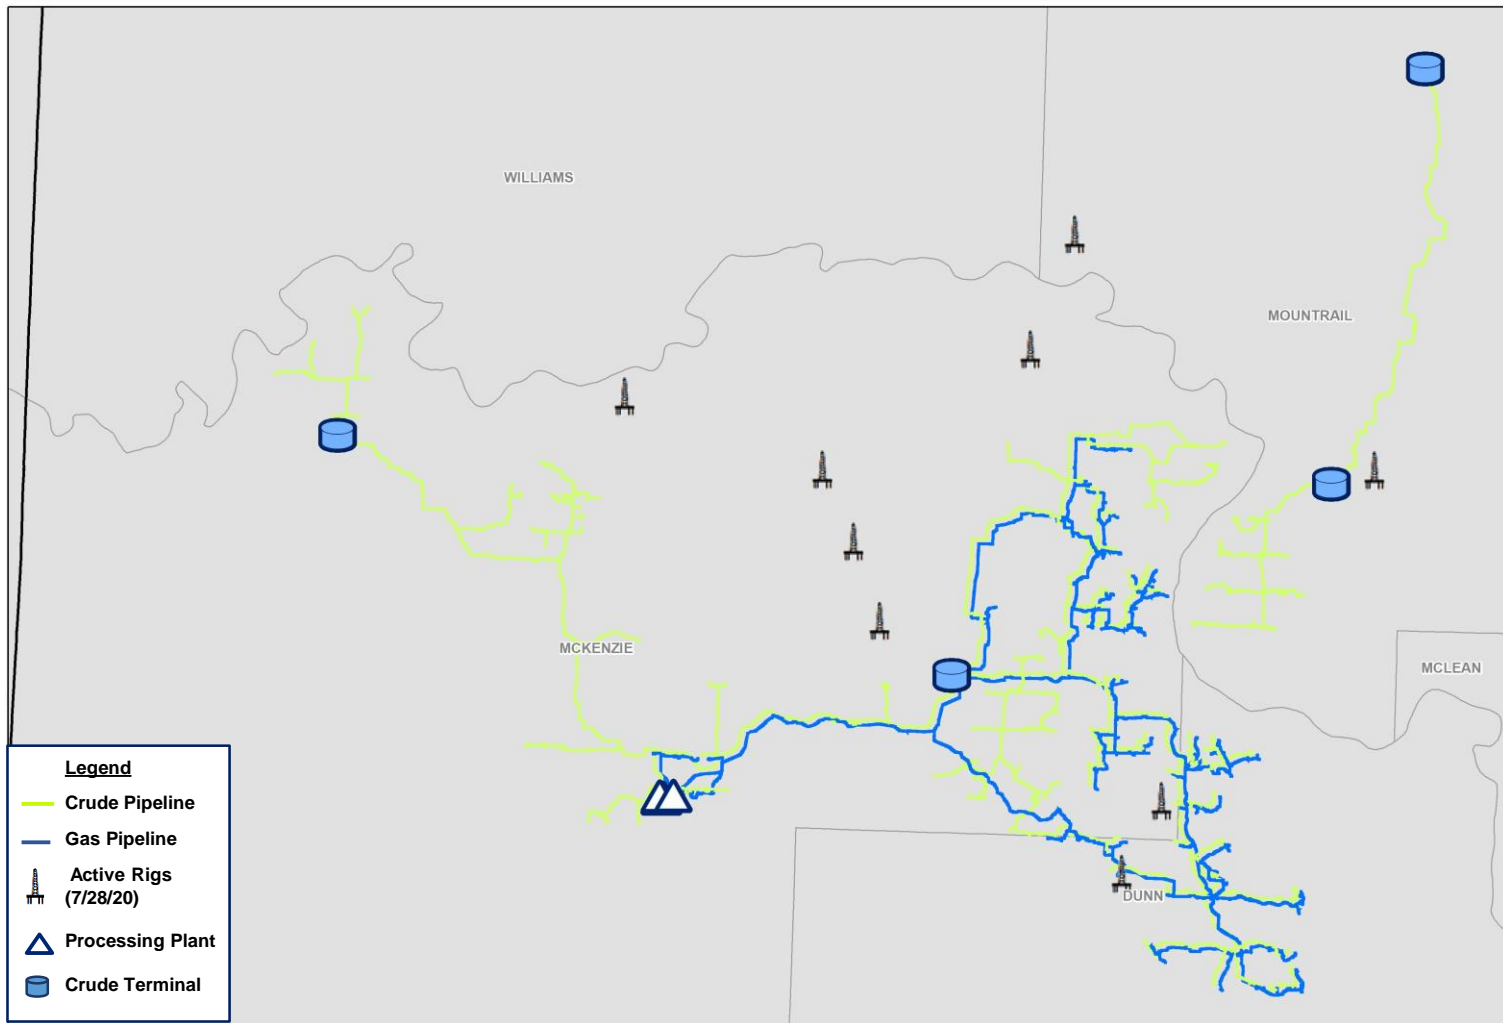 WILLIAMS
MOUNTRAIL
MCKENZIE
MCLEAN
DUNN
Legend
Crude Pipeline
Gas Pipeline
Active Rigs
(7/28/20)
Processing Plant
Crude Terminal